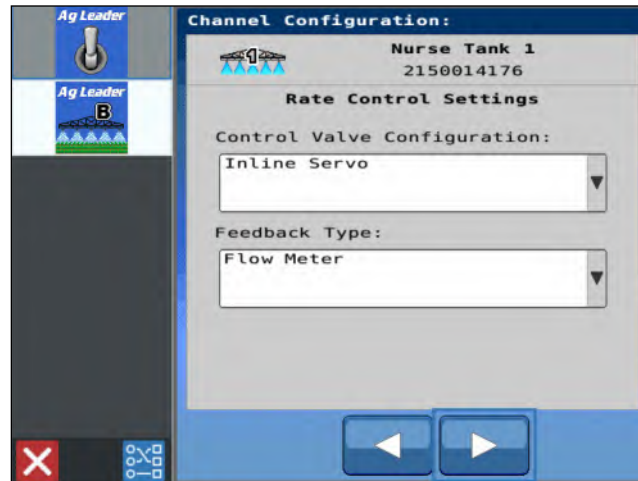 Ag Leader
Ag Leader
B
Channel Configuration:
1
Nurse Tank 1
2150014176
Rate Control Settings
Control Valve Configuration:
Inline Servo
Feedback Type:
Flow Meter